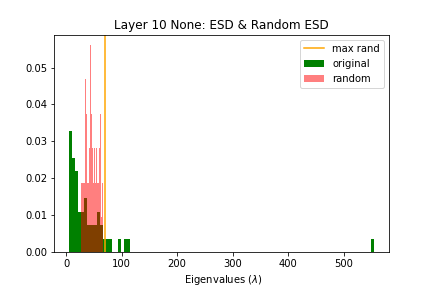 Layer 10 None: ESD & Random ESD
max rand
original
random
0.05
0.04
0.03
0.02
0.01
0.00
0 100 200 300 400 500
Eigenvalues (λ)